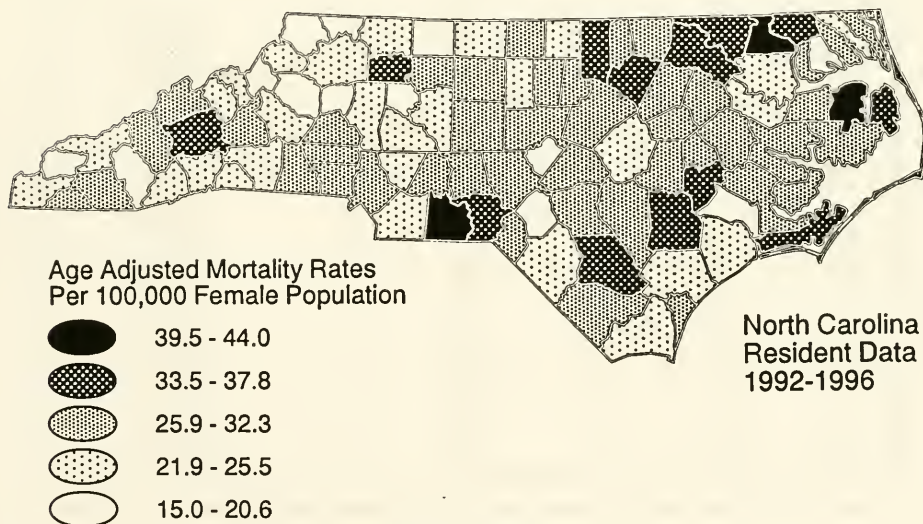 Age Adjusted Mortality Rates
Per 100,000 Female Population
39.5 - 44.0
33.5 - 37.8
25.9 - 32.3
21.9 - 25.5
15.0 - 20.6
North Carolina
Resident Data
1992-1996